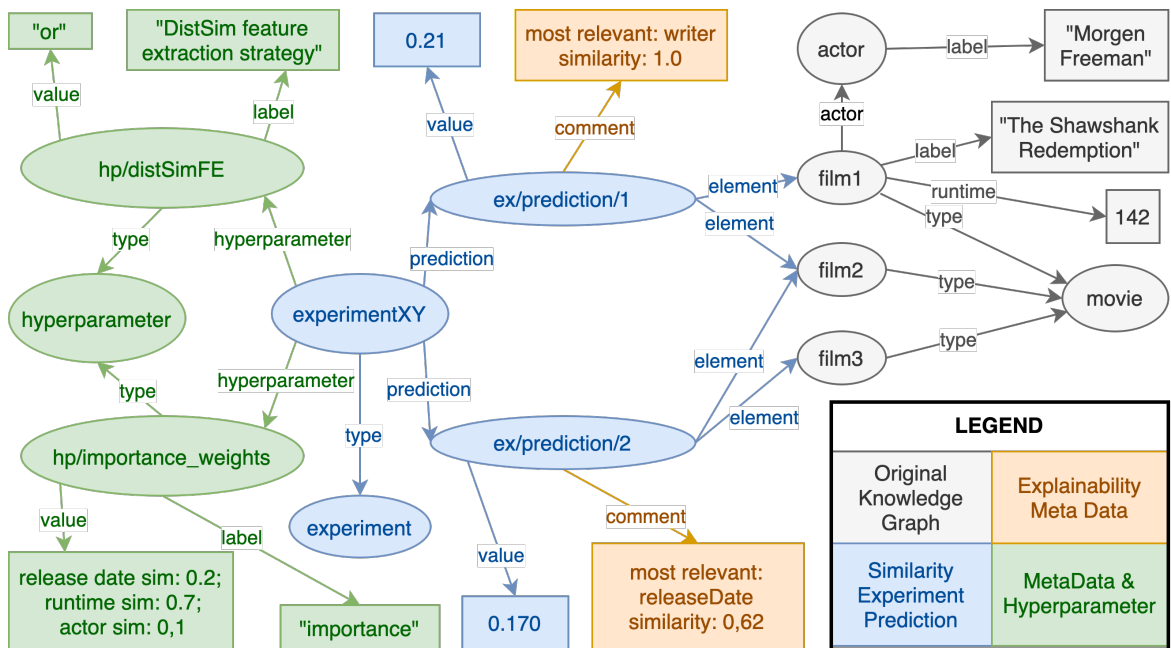 "or"
"DistSim feature
extraction strategy"
0.21
most relevant: writer
similarity: 1.0
actor
label
"Morgen
Freeman"
value
label
value
comment
actor
"The Shawshank
Redemption"
label
hp/distSimFE
ex/prediction/1
element
film1
runtime
142
type
element
type
hyperparameter
prediction
film2
type
movie
hyperparameter
experimentXY
type
film3
element
type
hyperparameter
prediction
element
type
hp/importance_weights
ex/prediction/2
value
label
experiment
comment
value
release date sim: 0.2;
runtime sim: 0.7;
actor sim: 0,1
"importance"
0.170
most relevant:
releaseDate
similarity: 0,62
LEGEND
Original
Knowledge
Graph
Explainability
Meta Data
Similarity
Experiment
Prediction
MetaData &
Hyperparameter